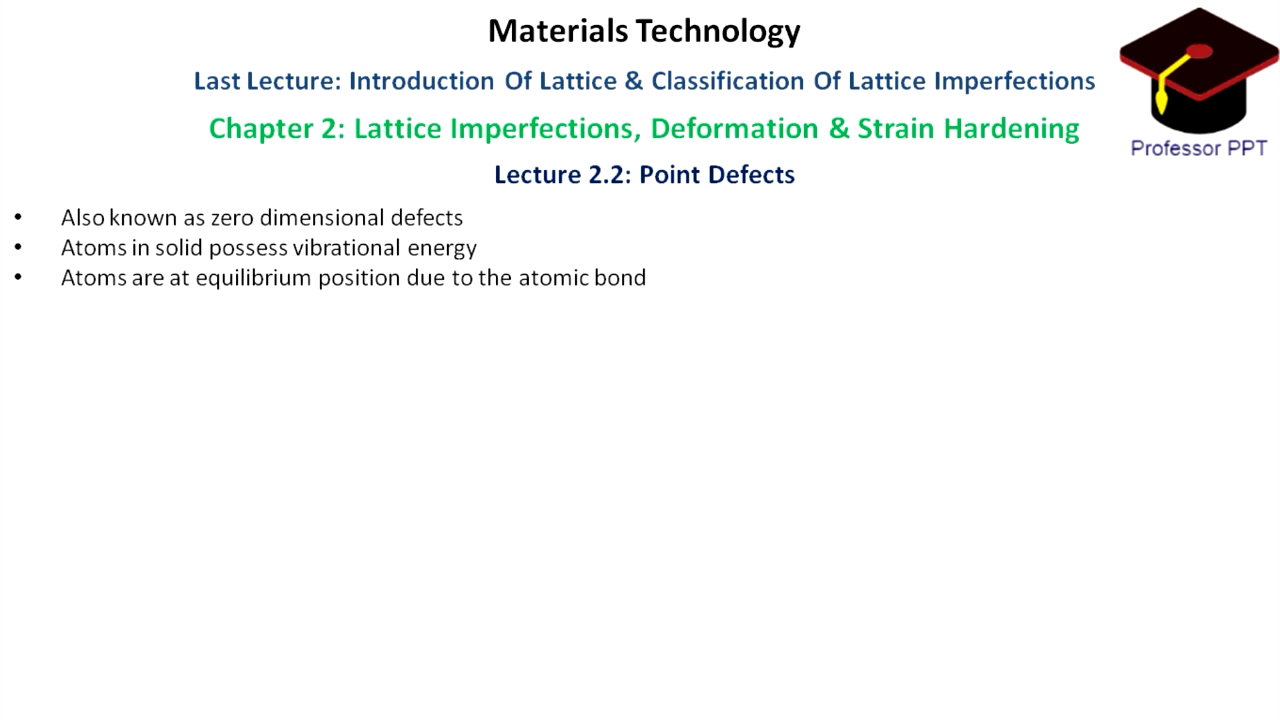 Materials Technology
Last Lecture: Introduction Of Lattice & Classification Of Lattice Imperfections
Chapter 2: Lattice Imperfections, Deformation & Strain Hardening
Professor PPT
Lecture 2.2: Point Defects
• Also known as zero dimensional defects
• Atoms in solid possess vibrational energy
• Atoms are at equilibrium position due to the atomic bond